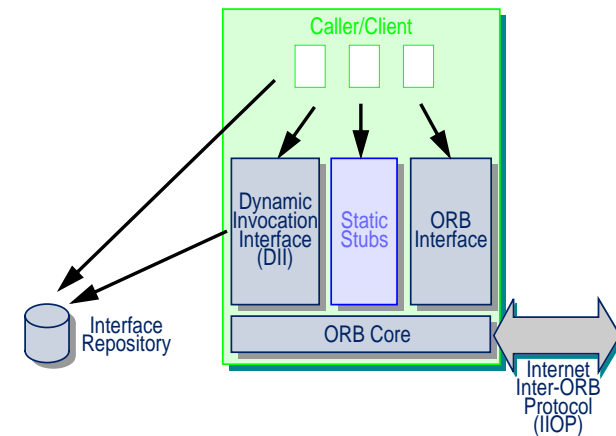 Caller/Client
Dynamic
Invocation
Interface
(DII)
Static
Stubs
ORB
Interface
ORB Core
Interface
Repository
Internet
Inter-ORB
Protocol
(IIOP)